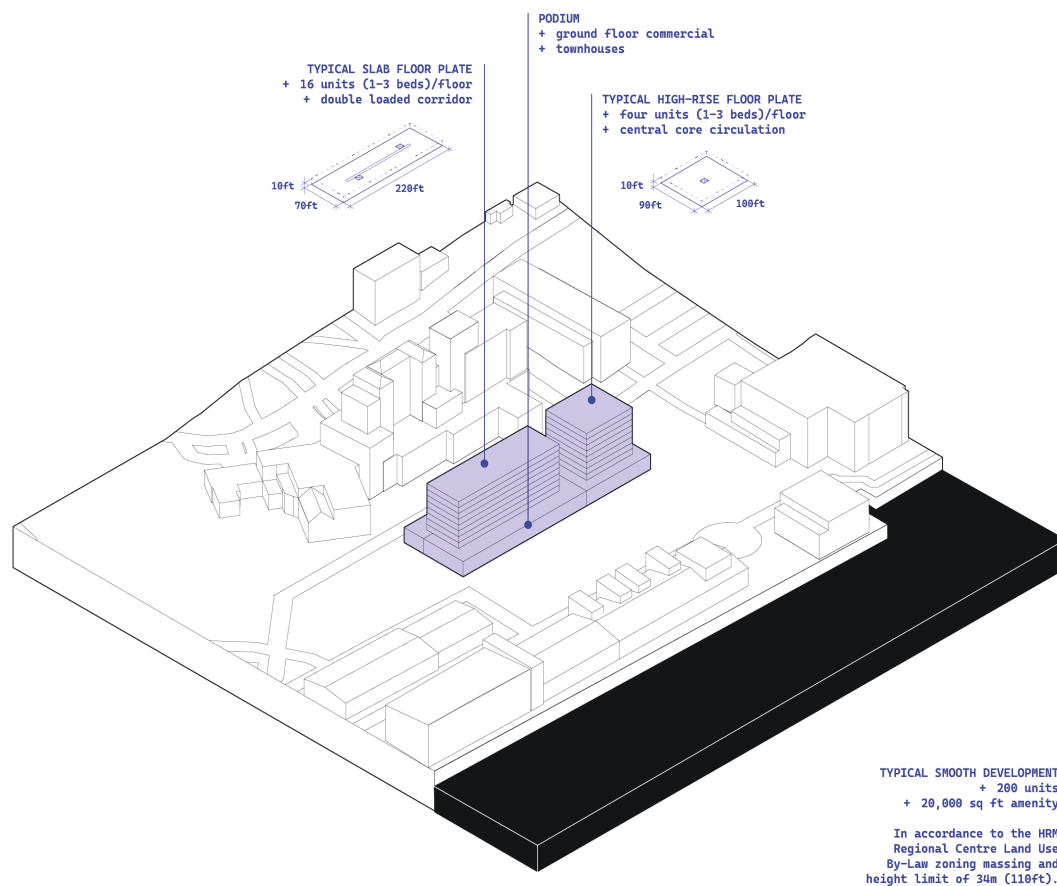 PODIUM
+ ground floor commercial
+ townhouses
TYPICAL SLAB FLOOR PLATE
+ 16 units (1-3 beds)/floor
+ double loaded corridor
TYPICAL HIGH-RISE FLOOR PLATE
+ four units (1-3 beds)/floor
+ central core circulation
10ft
70ft
220ft
10ft
90ft
100ft
TYPICAL SMOOTH DEVELOPMENT
+ 200 units
+ 20,000 sq ft amenity
In accordance to the HRM
Regional Centre Land Use
By-Law zoning massing and
height limit of 34m (110ft).